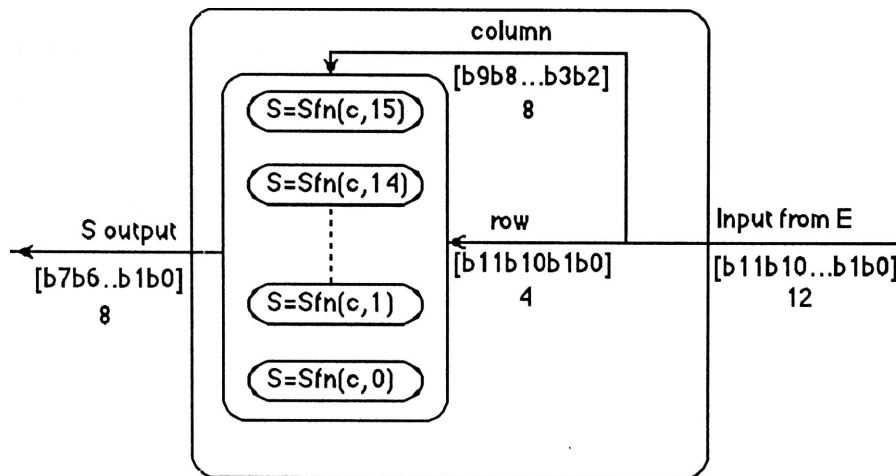 column
[b9b8...b3b2]
8
S=Sfn(c,15)
S=Sfn(c,14)
S output
[b7b6..b1b0]
8
row
[b11b10b1b0]
4
Input from E
[b11b10...b1b0]
12
S=Sfn(c,1)
S=Sfn(c,0)